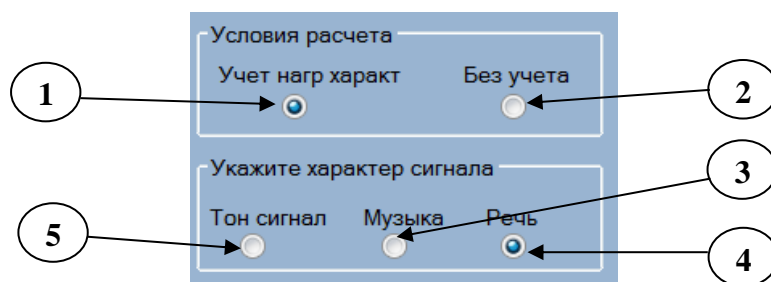 Условия расчета
Учет нагр характ Без учета
1
2
Укажите характер сигнала
3
Тон сигнал Музыка Речь
5
4